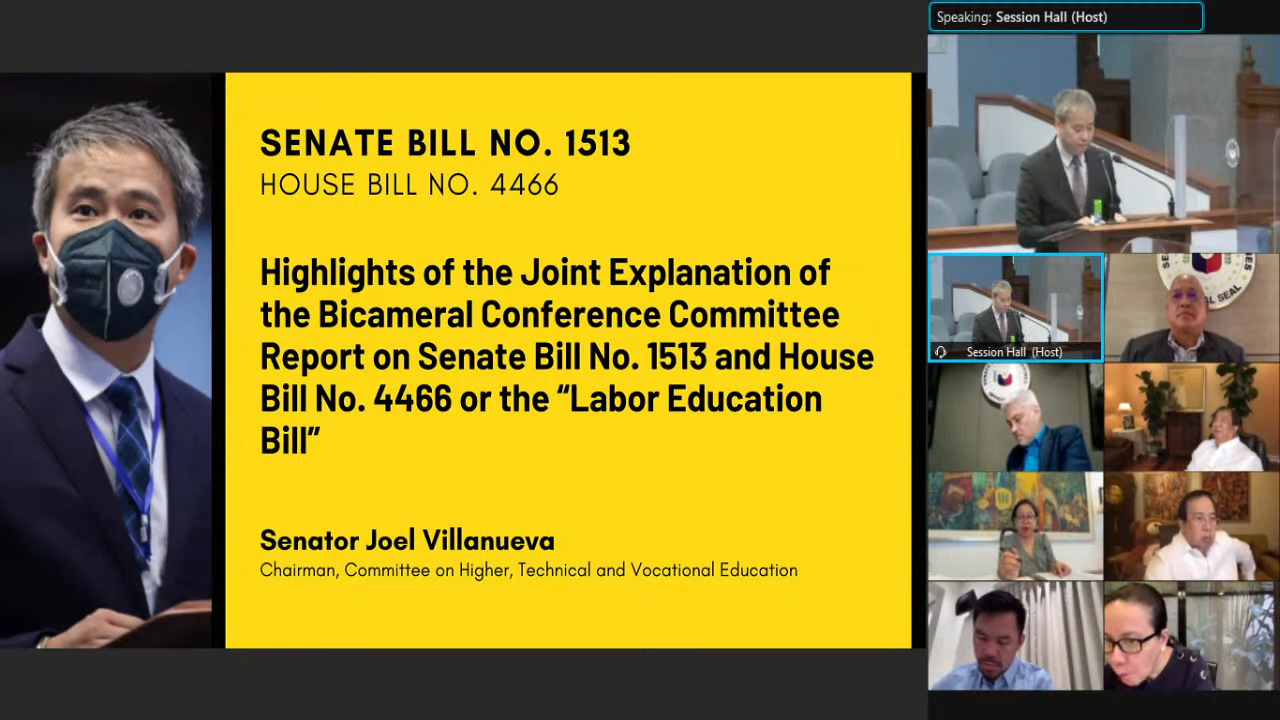 Speaking: Session Hall (Host)
SENATE BILL NO. 1513
HOUSE BILL NO. 4466
Highlights of the Joint Explanation of
the Bicameral Conference Committee
Report on Senate Bill No. 1513 and House
Bill No. 4466 or the “Labor Education
Bill”
Senator Joel Villanueva
Chairman, Committee on Higher, Technical and Vocational Education
Session Hall (Host)